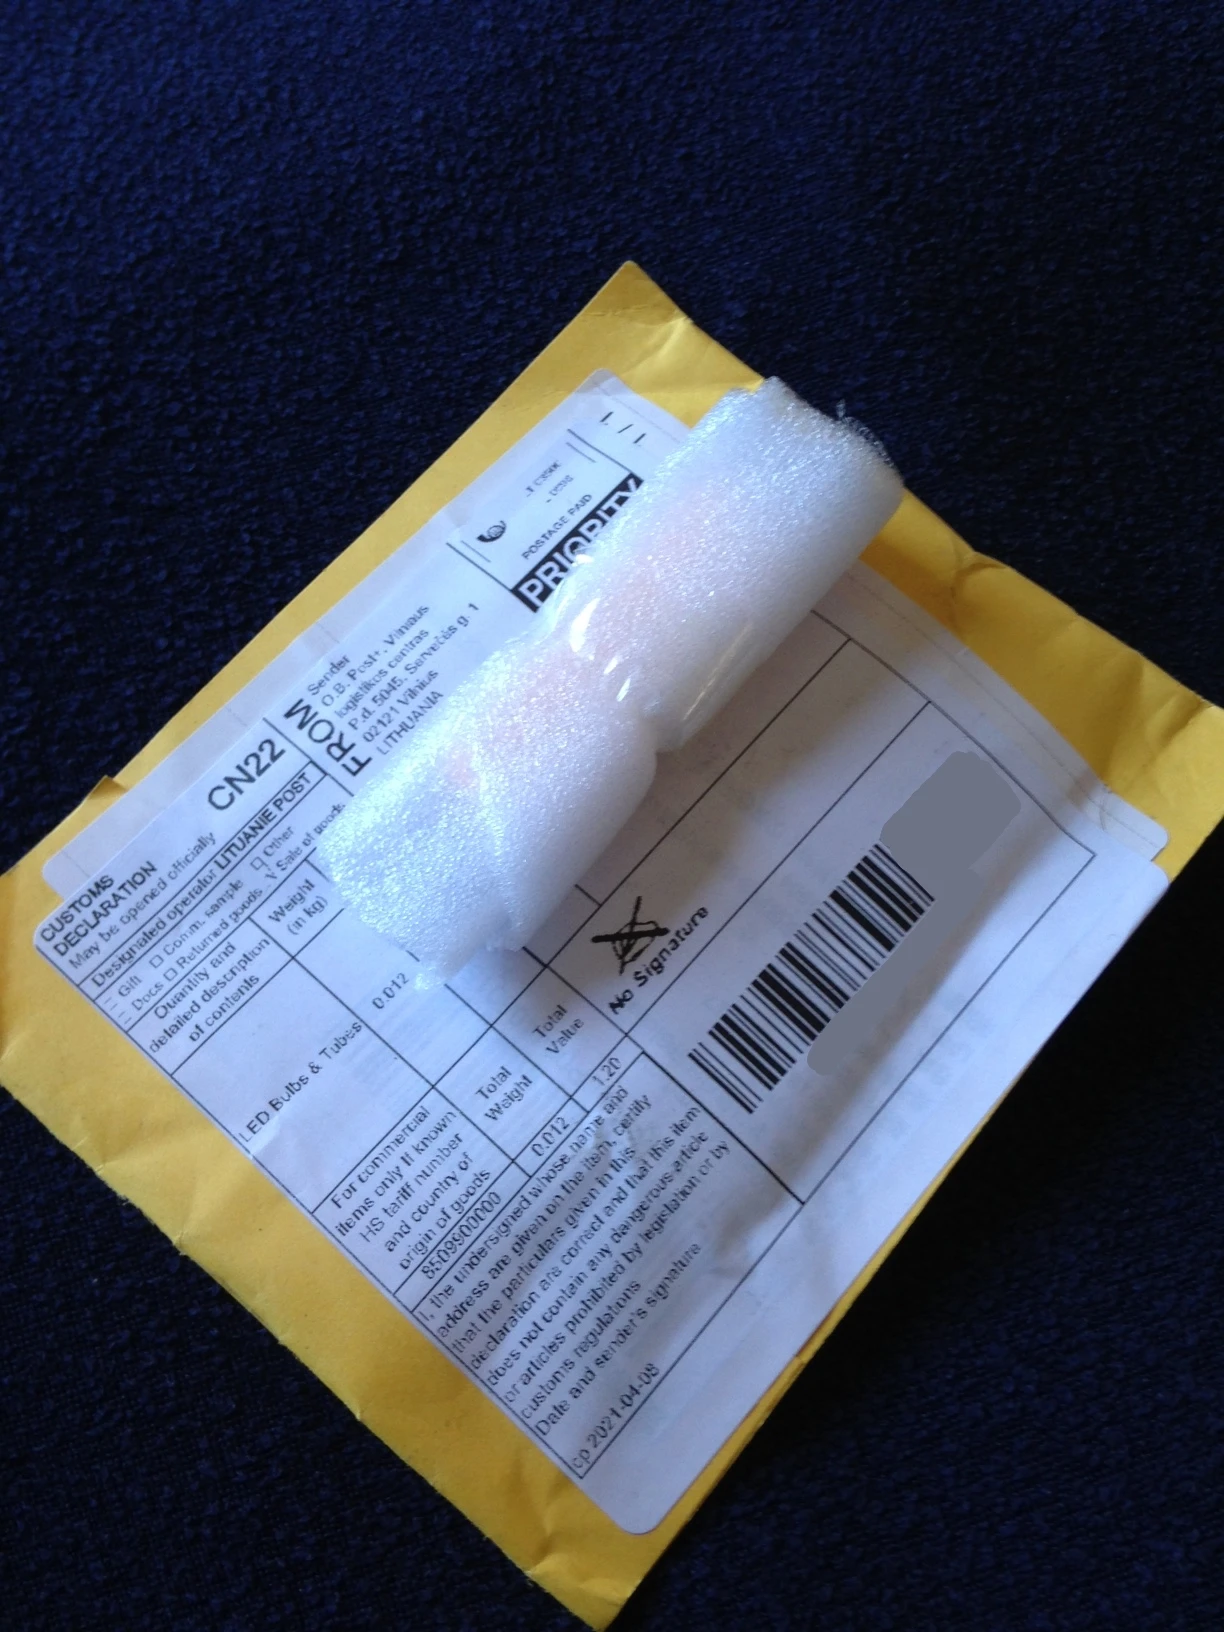 CUSTOMS
DECLARATION
CN22
May be opened officially
Designated operator LITUANIE POST
Gift □ Comm. sample □ Other
Docs □ Returned goods V Sale of goods
Quantity and
detailed description
of contents
Weight
(in kg)
LED Bulbs & Tubes
0.012
For commercial
items only if known
HS tariff number
and country of
origin of goods
Total
Weight
Total
Value
8509900000
0.012
1.20
I, the undersigned whose name and
address are given on the item, certify
that the particulars given in this
declaration are correct and that this item
does not contain any dangerous article
or articles prohibited by legislation or by
customs regulations
Date and sender's signature
cp 2021-04-08
FROM
Sender
O.B. Post+, Vilniaus
logistikos centras
P.d. 5045, Servečės g. 1
02121 Vilnius
LITHUANIA
POSTAGE PAID
PRIORITY
1 / 1
No Signature